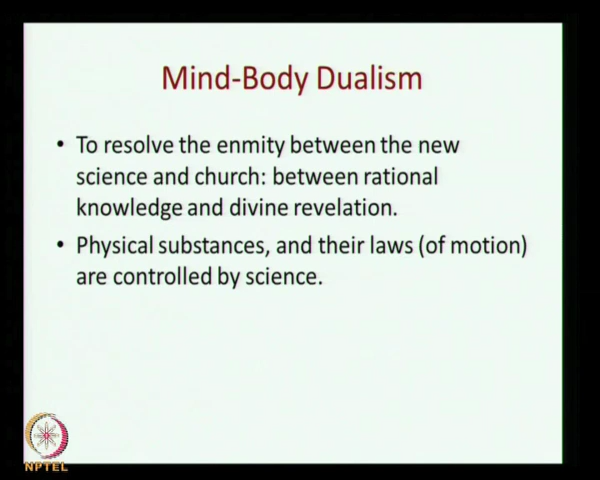 Mind-Body Dualism
• To resolve the enmity between the new
science and church: between rational
knowledge and divine revelation.
• Physical substances, and their laws (of motion)
are controlled by science.
NPTEL